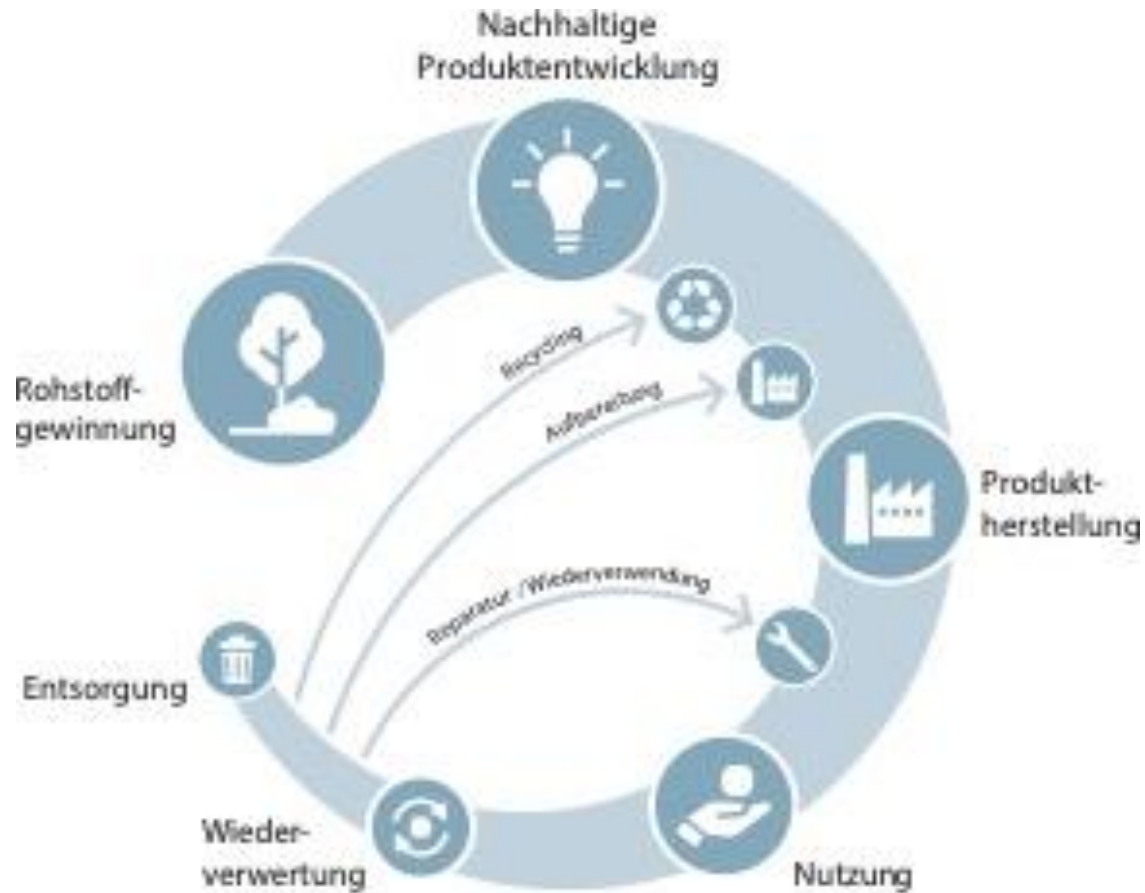 Nachhaltige
Produktentwicklung
Recycling
Aufbereitung
Rohstoff-
gewinnung
Produkt-
herstellung
Reparatur / Wiederverwendung
Entsorgung
Wieder-
verwertung
Nutzung